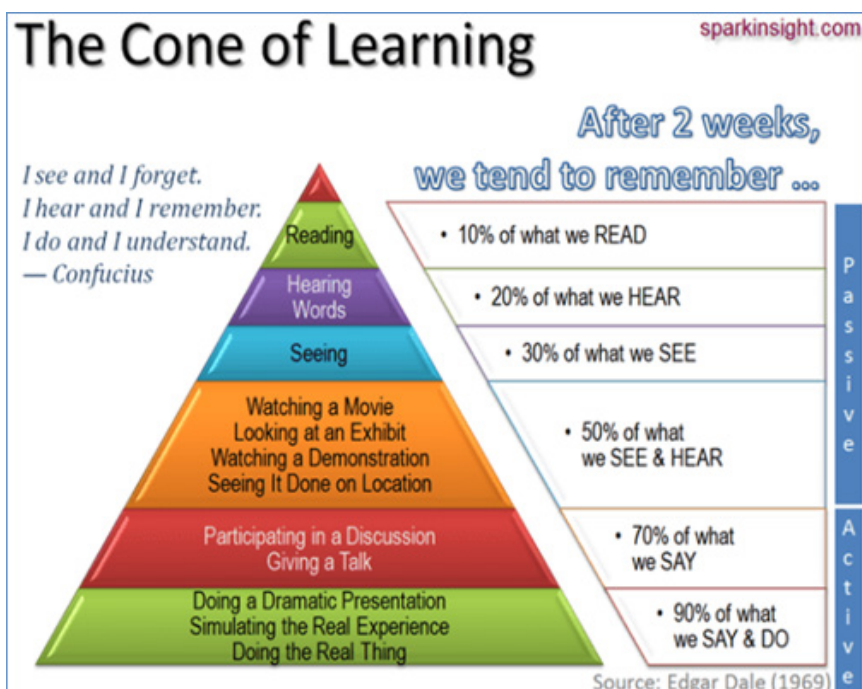 The Cone of Learning
sparkinsight.com
I see and I forget.
I hear and I remember.
I do and I understand.
— Confucius
After 2 weeks,
we tend to remember ...
Reading
• 10% of what we READ
Hearing
Words
• 20% of what we HEAR
Seeing
• 30% of what we SEE
Watching a Movie
Looking at an Exhibit
Watching a Demonstration
Seeing It Done on Location
• 50% of what
we SEE & HEAR
Passive
Participating in a Discussion
Giving a Talk
• 70% of what
we SAY
Doing a Dramatic Presentation
Simulating the Real Experience
Doing the Real Thing
• 90% of what
we SAY & DO
Active
Source: Edgar Dale (1969)